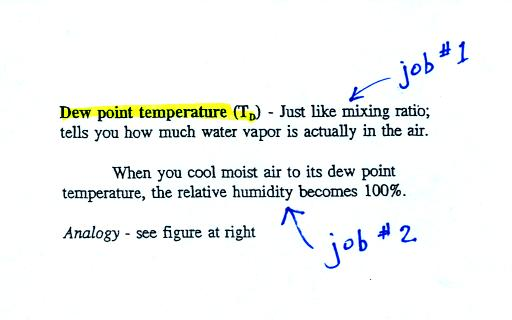 job #1
Dew point temperature (TD) - Just like mixing ratio;
tells you how much water vapor is actually in the air.
When you cool moist air to its dew point
temperature, the relative humidity becomes 100%.
Analogy - see figure at right
job #2